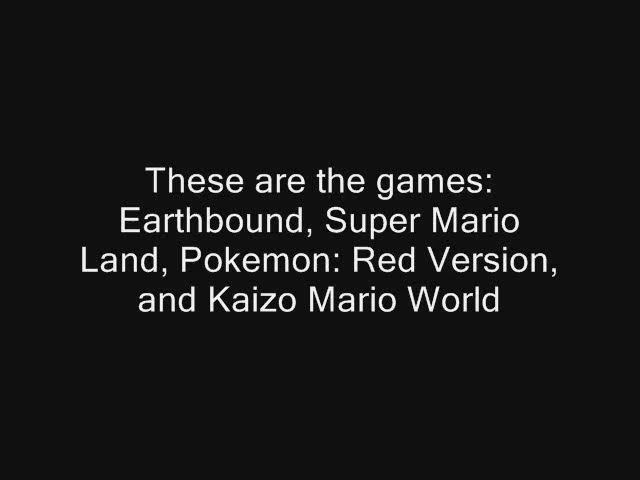 These are the games:
Earthbound, Super Mario
Land, Pokemon: Red Version,
and Kaizo Mario World